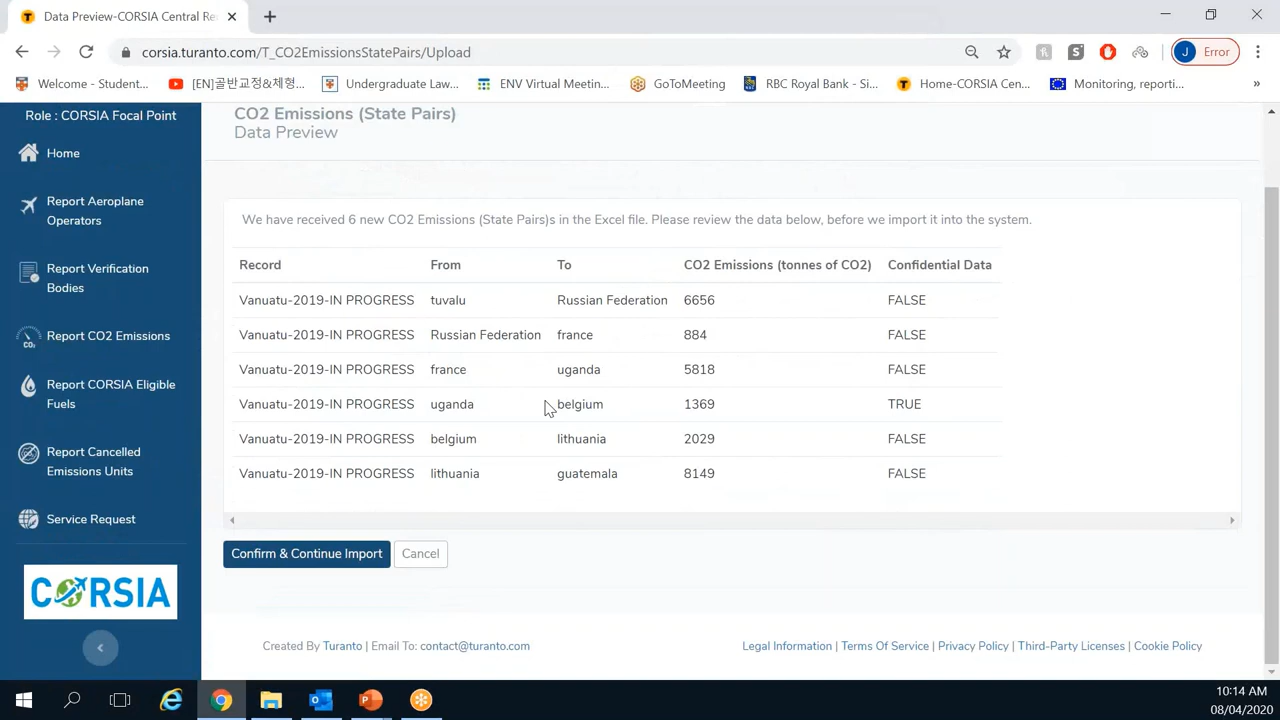 Data Preview-CORSIA Central Re
corsia.turanto.com/T_CO2EmissionsStatePairs/Upload
J Error
Welcome - Student...
[EN]골반교정&체형...
Undergraduate Law...
ENV Virtual Meetin...
GoToMeeting
RBC Royal Bank - Si...
Home-CORSIA Cen...
Monitoring, reporti...
»
Role : CORSIA Focal Point
Home
Report Aeroplane
Operators
Report Verification
Bodies
Report CO2 Emissions
Report CORSIA Eligible
Fuels
Report Cancelled
Emissions Units
Service Request
CORSIA
CO2 Emissions (State Pairs)
Data Preview
We have received 6 new CO2 Emissions (State Pairs)s in the Excel file. Please review the data below, before we import it into the system.
Record From To CO2 Emissions (tonnes of CO2) Confidential Data
Vanuatu-2019-IN PROGRESS tuvalu Russian Federation 6656 FALSE
Vanuatu-2019-IN PROGRESS Russian Federation france 884 FALSE
Vanuatu-2019-IN PROGRESS france uganda 5818 FALSE
Vanuatu-2019-IN PROGRESS uganda belgium 1369 TRUE
Vanuatu-2019-IN PROGRESS belgium lithuania 2029 FALSE
Vanuatu-2019-IN PROGRESS lithuania guatemala 8149 FALSE
Confirm & Continue Import Cancel
Created By Turanto | Email To: contact@turanto.com
Legal Information | Terms Of Service | Privacy Policy | Third-Party Licenses | Cookie Policy
10:14 AM
08/04/2020